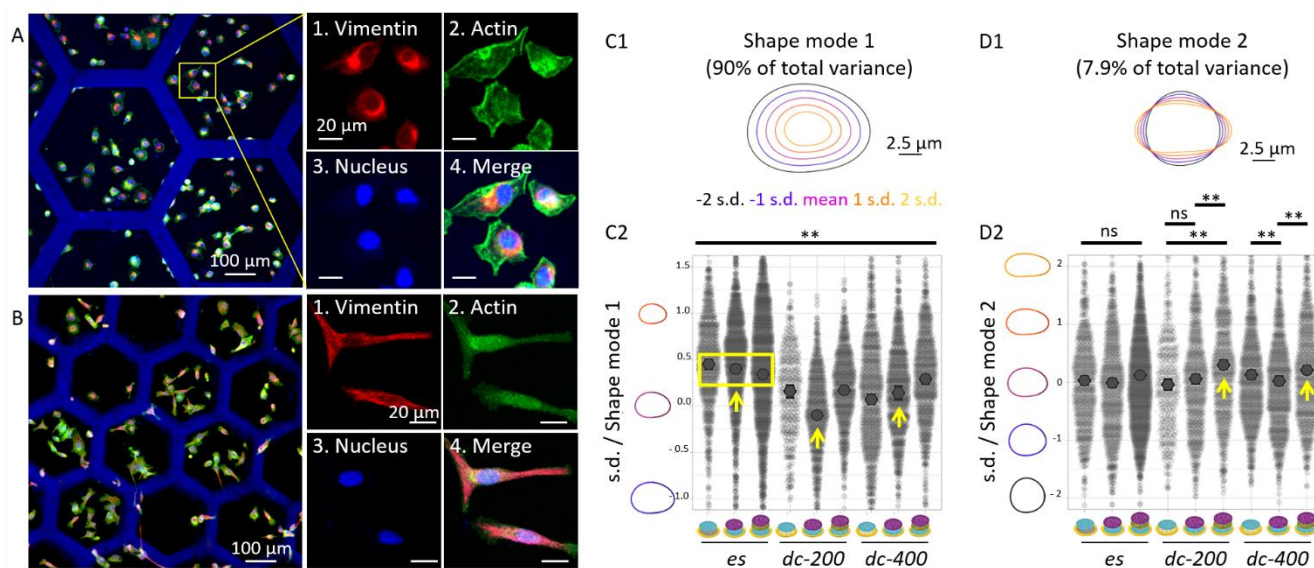 A
1. Vimentin
2. Actin
20 µm
3. Nucleus
4. Merge
100 µm
B
1. Vimentin
2. Actin
20 µm
3. Nucleus
4. Merge
100 µm
C1
Shape mode 1
(90% of total variance)
2.5 µm
-2 s.d. -1 s.d. mean 1 s.d. 2 s.d.
C2
**
s.d. / Shape mode 1
1.5
1.0
0.5
0.0
-0.5
-1.0
es dc-200 dc-400
D1
Shape mode 2
(7.9% of total variance)
2.5 µm
D2
ns
ns
**
**
**
**
s.d. / Shape mode 2
2
1
0
-1
-2
es dc-200 dc-400